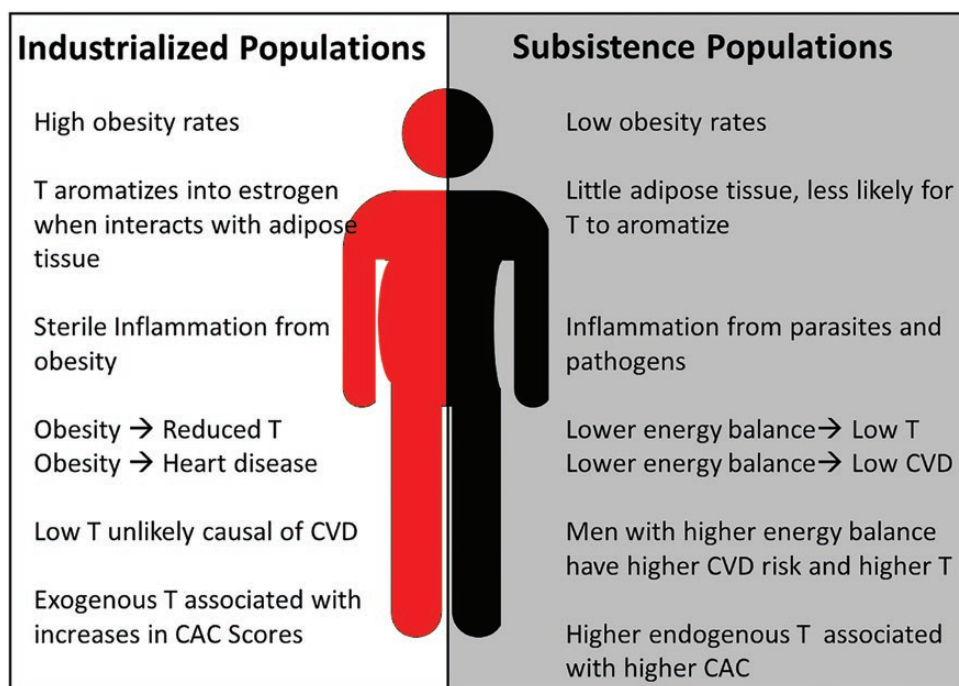 Industrialized Populations
High obesity rates
T aromatizes into estrogen
when interacts with adipose
tissue
Sterile Inflammation from
obesity
Obesity → Reduced T
Obesity → Heart disease
Low T unlikely causal of CVD
Exogenous T associated with
increases in CAC Scores
Subsistence Populations
Low obesity rates
Little adipose tissue, less likely for
T to aromatize
Inflammation from parasites and
pathogens
Lower energy balance→ Low T
Lower energy balance→ Low CVD
Men with higher energy balance
have higher CVD risk and higher T
Higher endogenous T associated
with higher CAC